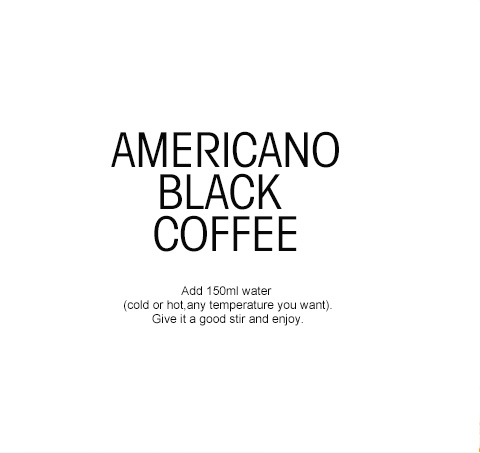 AMERICANO
BLACK
COFFEE
Add 150ml water
(cold or hot,any temperature you want).
Give it a good stir and enjoy.